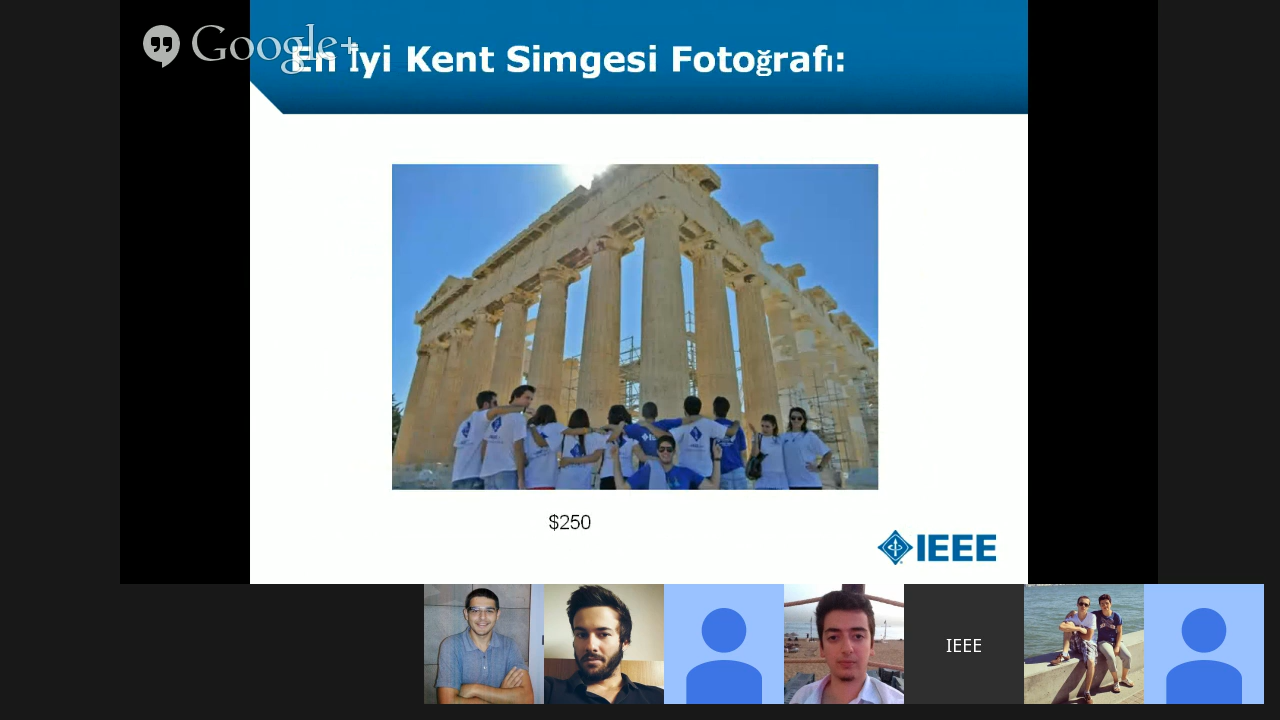 Google+
En İyi Kent Simgesi Fotoğrafı:
$250
IEEE
IEEE